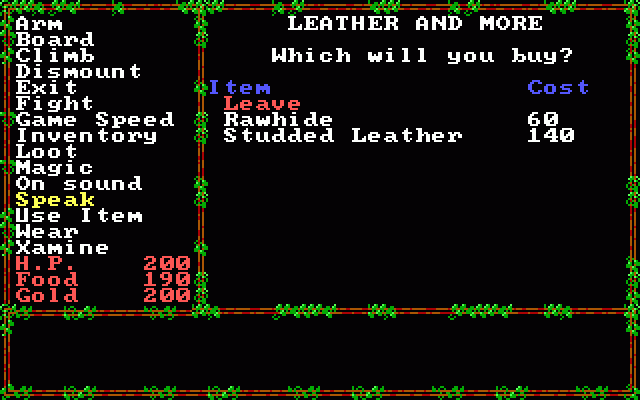 Arm
Board
Climb
Dismount
Exit
Fight
Game Speed
Inventory
Loot
Magic
On sound
Speak
Use Item
Wear
Xamine
H.P. 200
Food 190
Gold 200
LEATHER AND MORE
Which will you buy?
Item Cost
Leave
Rawhide 60
Studded Leather 140